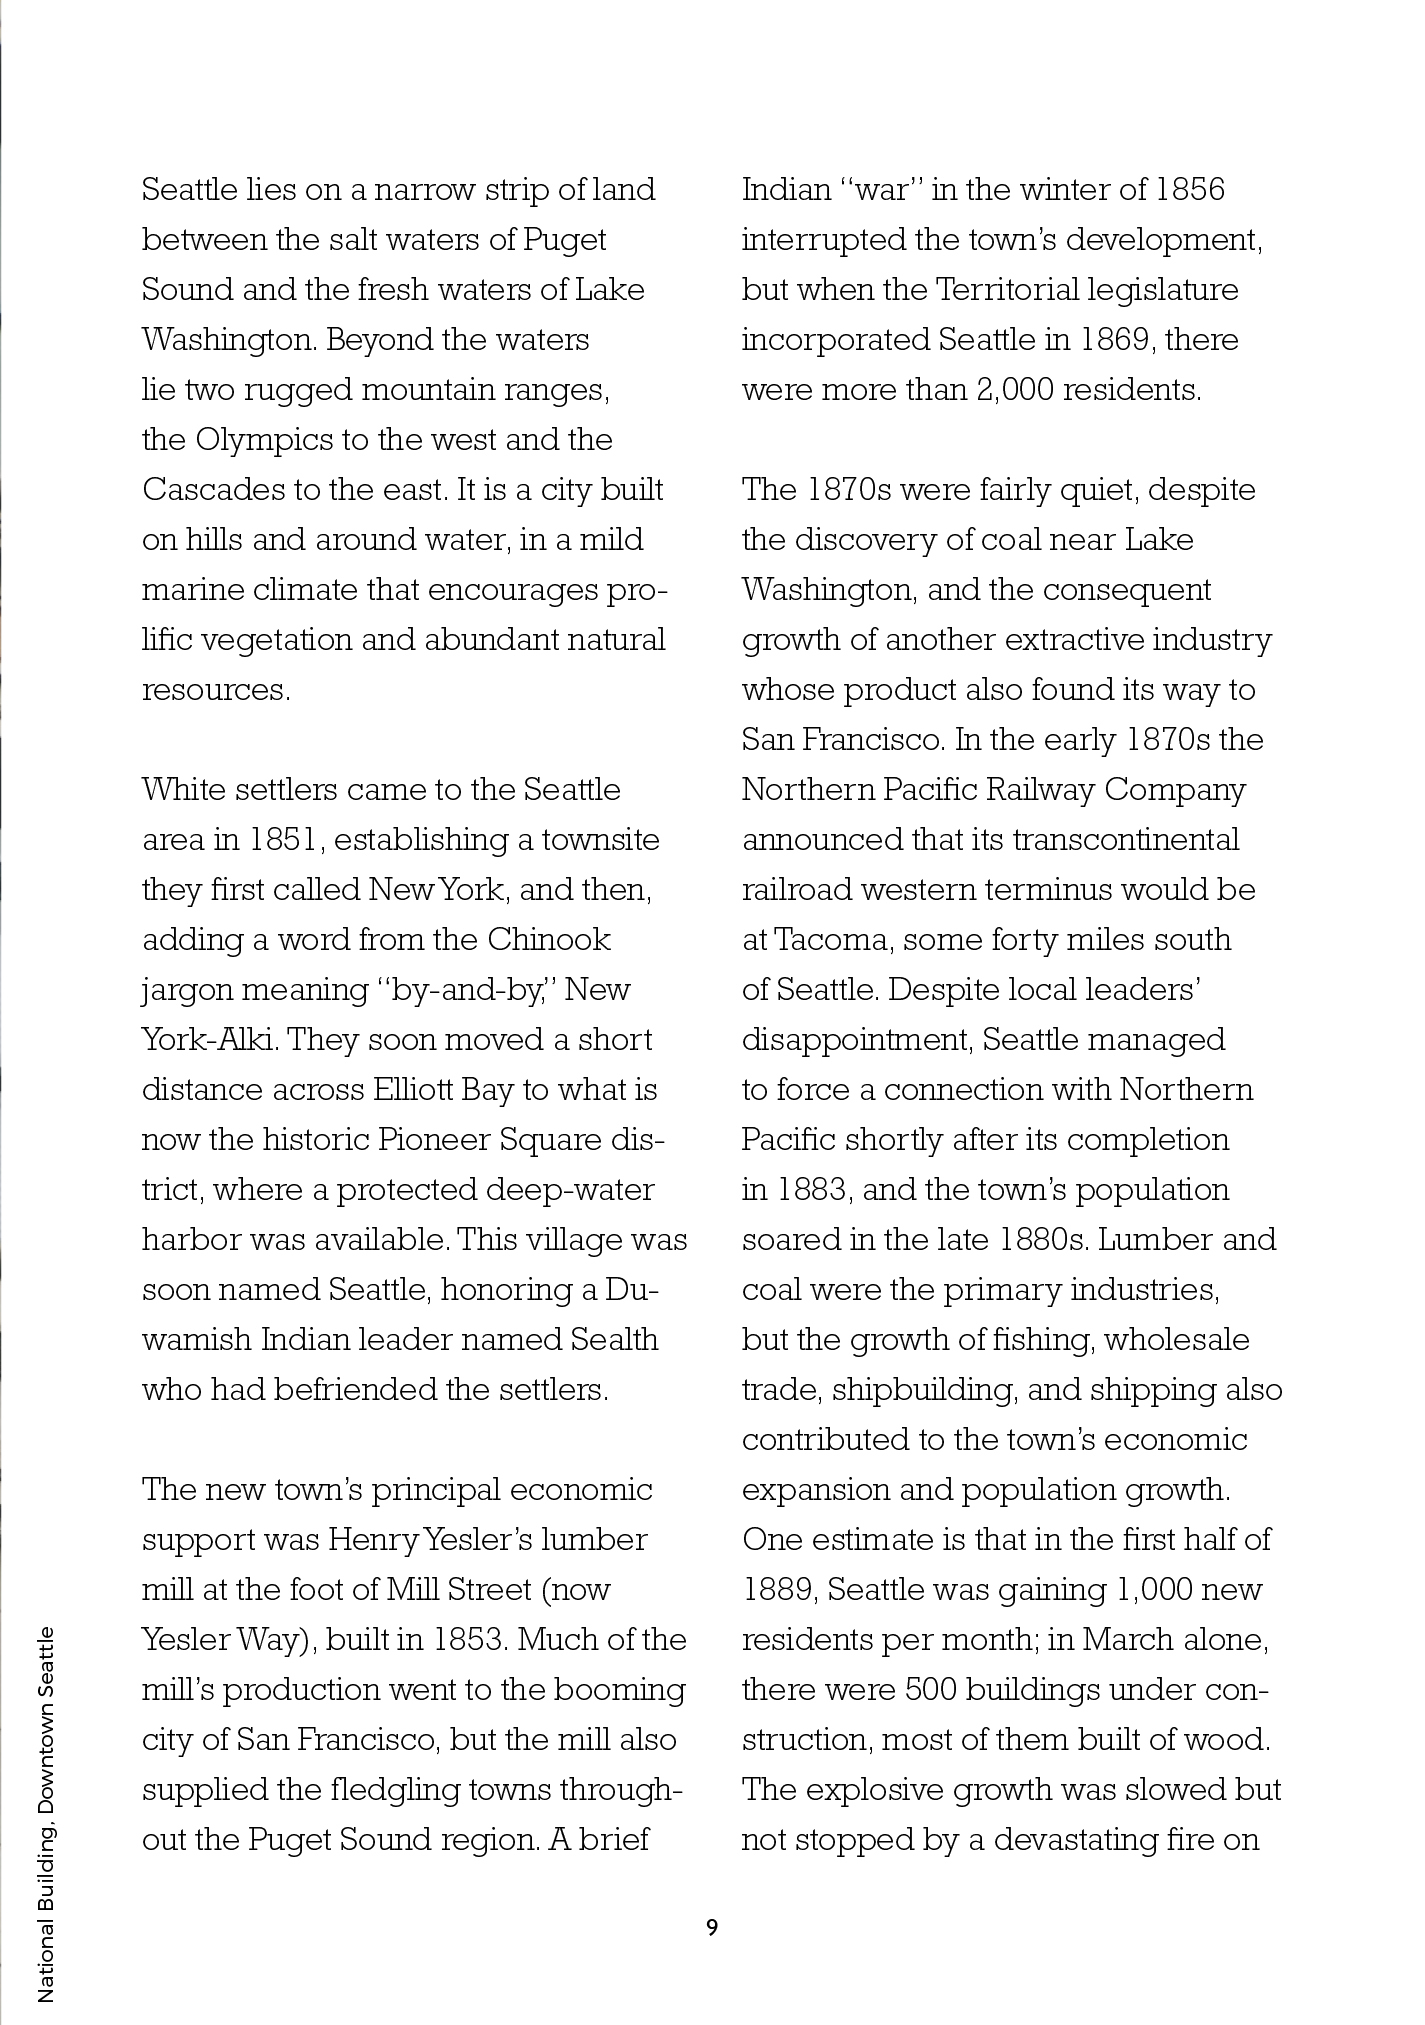 Seattle lies on a narrow strip of land
between the salt waters of Puget
Sound and the fresh waters of Lake
Washington. Beyond the waters
lie two rugged mountain ranges,
the Olympics to the west and the
Cascades to the east. It is a city built
on hills and around water, in a mild
marine climate that encourages pro-
lific vegetation and abundant natural
resources.
White settlers came to the Seattle
area in 1851, establishing a townsite
they first called New York, and then,
adding a word from the Chinook
jargon meaning “by-and-by,” New
York-Alki. They soon moved a short
distance across Elliott Bay to what is
now the historic Pioneer Square dis-
trict, where a protected deep-water
harbor was available. This village was
soon named Seattle, honoring a Du-
wamish Indian leader named Sealth
who had befriended the settlers.
The new town’s principal economic
support was Henry Yesler’s lumber
mill at the foot of Mill Street (now
Yesler Way), built in 1853. Much of the
mill’s production went to the booming
city of San Francisco, but the mill also
supplied the fledgling towns through-
out the Puget Sound region. A brief
Indian “war” in the winter of 1856
interrupted the town’s development,
but when the Territorial legislature
incorporated Seattle in 1869, there
were more than 2,000 residents.
The 1870s were fairly quiet, despite
the discovery of coal near Lake
Washington, and the consequent
growth of another extractive industry
whose product also found its way to
San Francisco. In the early 1870s the
Northern Pacific Railway Company
announced that its transcontinental
railroad western terminus would be
at Tacoma, some forty miles south
of Seattle. Despite local leaders’
disappointment, Seattle managed
to force a connection with Northern
Pacific shortly after its completion
in 1883, and the town’s population
soared in the late 1880s. Lumber and
coal were the primary industries,
but the growth of fishing, wholesale
trade, shipbuilding, and shipping also
contributed to the town’s economic
expansion and population growth.
One estimate is that in the first half of
1889, Seattle was gaining 1,000 new
residents per month; in March alone,
there were 500 buildings under con-
struction, most of them built of wood.
The explosive growth was slowed but
not stopped by a devastating fire on
National Building, Downtown Seatle
9